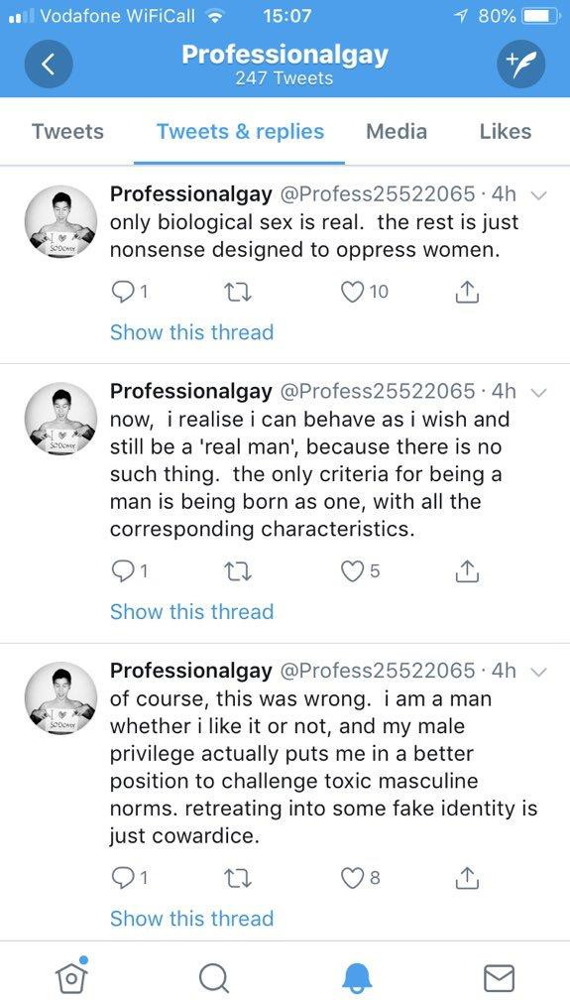 Vodafone WiFiCall 15:07 80%
Professionalgay
247 Tweets
Tweets Tweets & replies Media Likes
Professionalgay @Profess25522065 · 4h
only biological sex is real. the rest is just
nonsense designed to oppress women.
1 10
Show this thread
Professionalgay @Profess25522065 · 4h
now, i realise i can behave as i wish and
still be a 'real man', because there is no
such thing. the only criteria for being a
man is being born as one, with all the
corresponding characteristics.
1 5
Show this thread
Professionalgay @Profess25522065 · 4h
of course, this was wrong. i am a man
whether i like it or not, and my male
privilege actually puts me in a better
position to challenge toxic masculine
norms. retreating into some fake identity is
just cowardice.
1 8
Show this thread